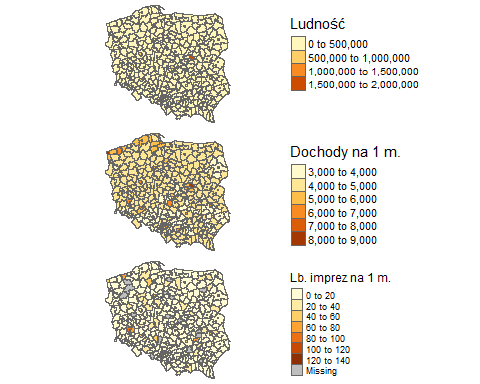 Ludność
0 to 500,000
500,000 to 1,000,000
1,000,000 to 1,500,000
1,500,000 to 2,000,000
Dochody na 1 m.
3,000 to 4,000
4,000 to 5,000
5,000 to 6,000
6,000 to 7,000
7,000 to 8,000
8,000 to 9,000
Lb. imprez na 1 m.
0 to 20
20 to 40
40 to 60
60 to 80
80 to 100
100 to 120
120 to 140
Missing